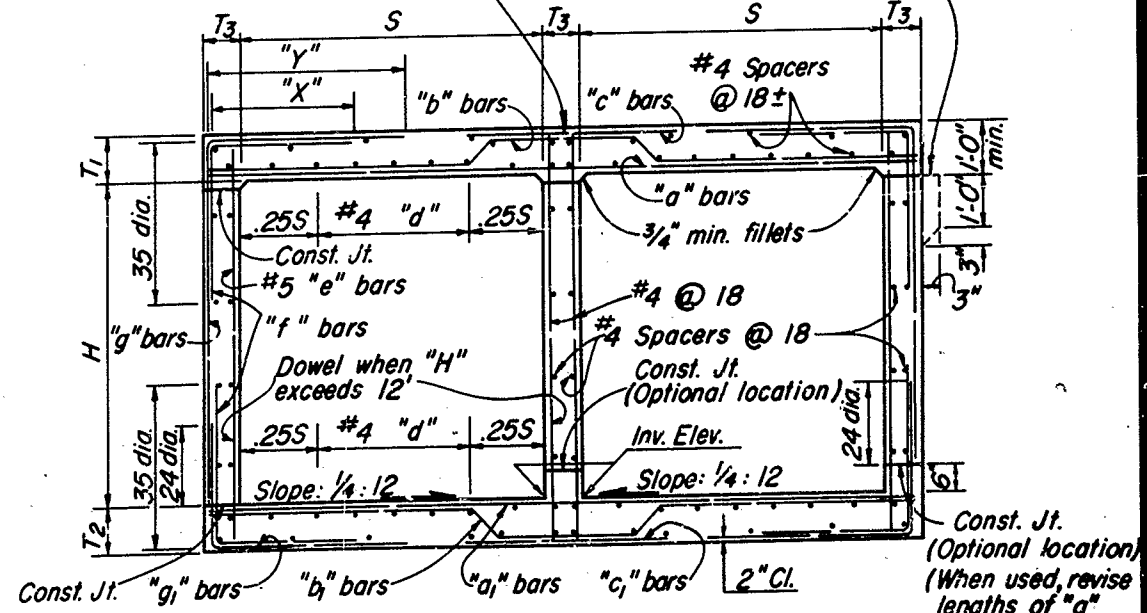 T3 S T3 S T3
"Y"
"X"
"b" bars
"c" bars
#4 Spacers
@ 18±
T1
1'-0"
min.
1'-0"
3"
3"
"a" bars
3/4" min. fillets
.25S #4 "d" .25S
Const. Jt.
#5 "e" bars
35 dia.
"f" bars
"g" bars
H
#4 @ 18
#4 Spacers @ 18
Dowel when "H"
exceeds 12'
Const. Jt.
(Optional location)
.25S #4 "d" .25S
Inv. Elev.
24 dia.
35 dia.
24 dia.
Slope: 1/4 : 12
Slope: 1/4 : 12
6"
T2
Const. Jt.
"g1" bars
"b1" bars
"a1" bars
"c1" bars
2" Cl.
Const. Jt.
(Optional location)
(When used, revise
lengths of "g"